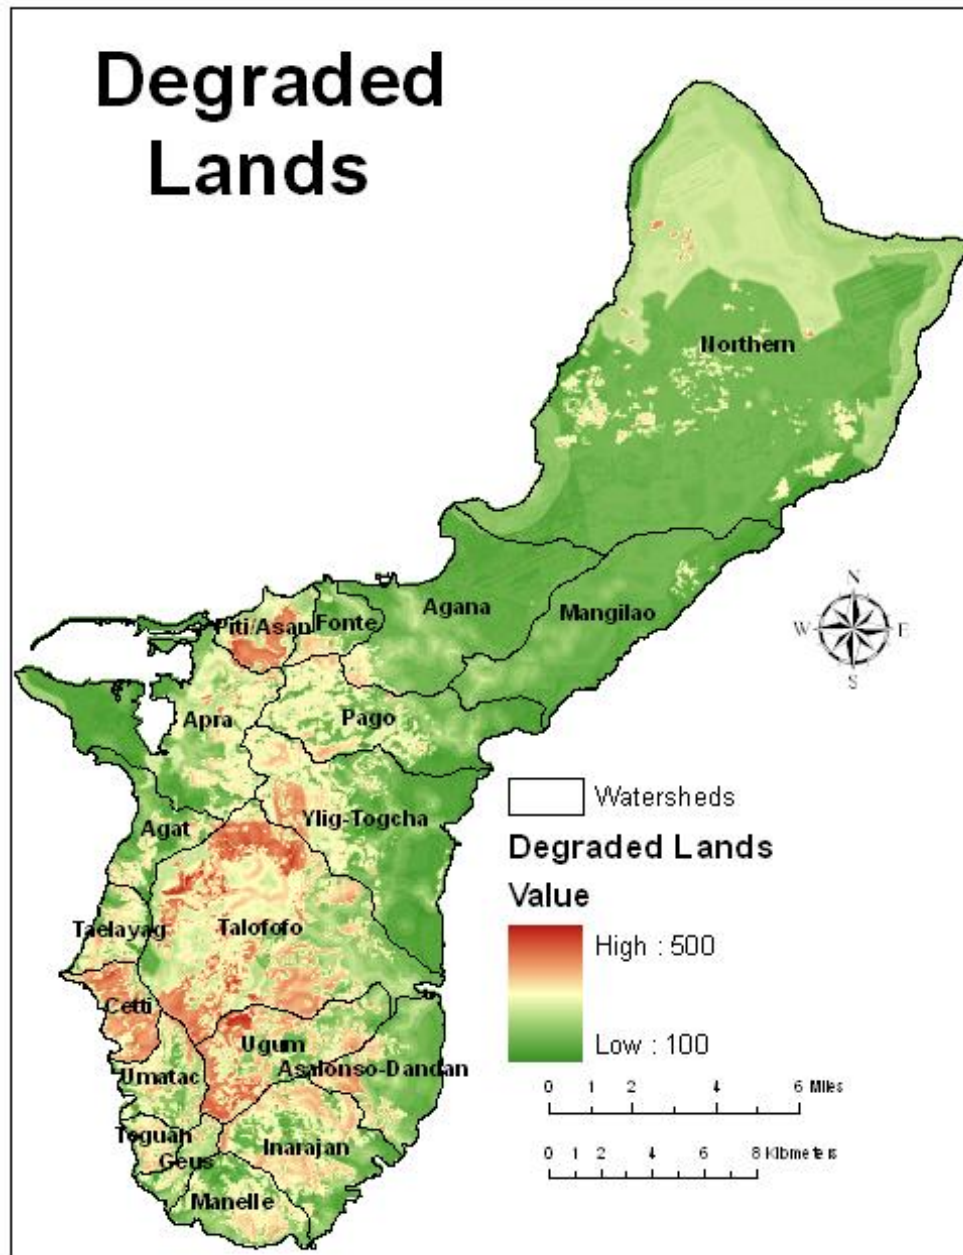 Degraded
Lands
Northern
Agana
Mangilao
Piti/Asan
Fonte
Apra
Pago
Ylig-Togcha
Agat
Taelayag
Talofofo
Cetti
Ugum
Umatac
Asalonso-Dandan
Toguan
Geus
Inarajan
Manelle
N
W E
S
Watersheds
Degraded Lands
Value
High : 500
Low : 100
0 1 2 4 6 Miles
0 1 2 4 6 8 Kilometers